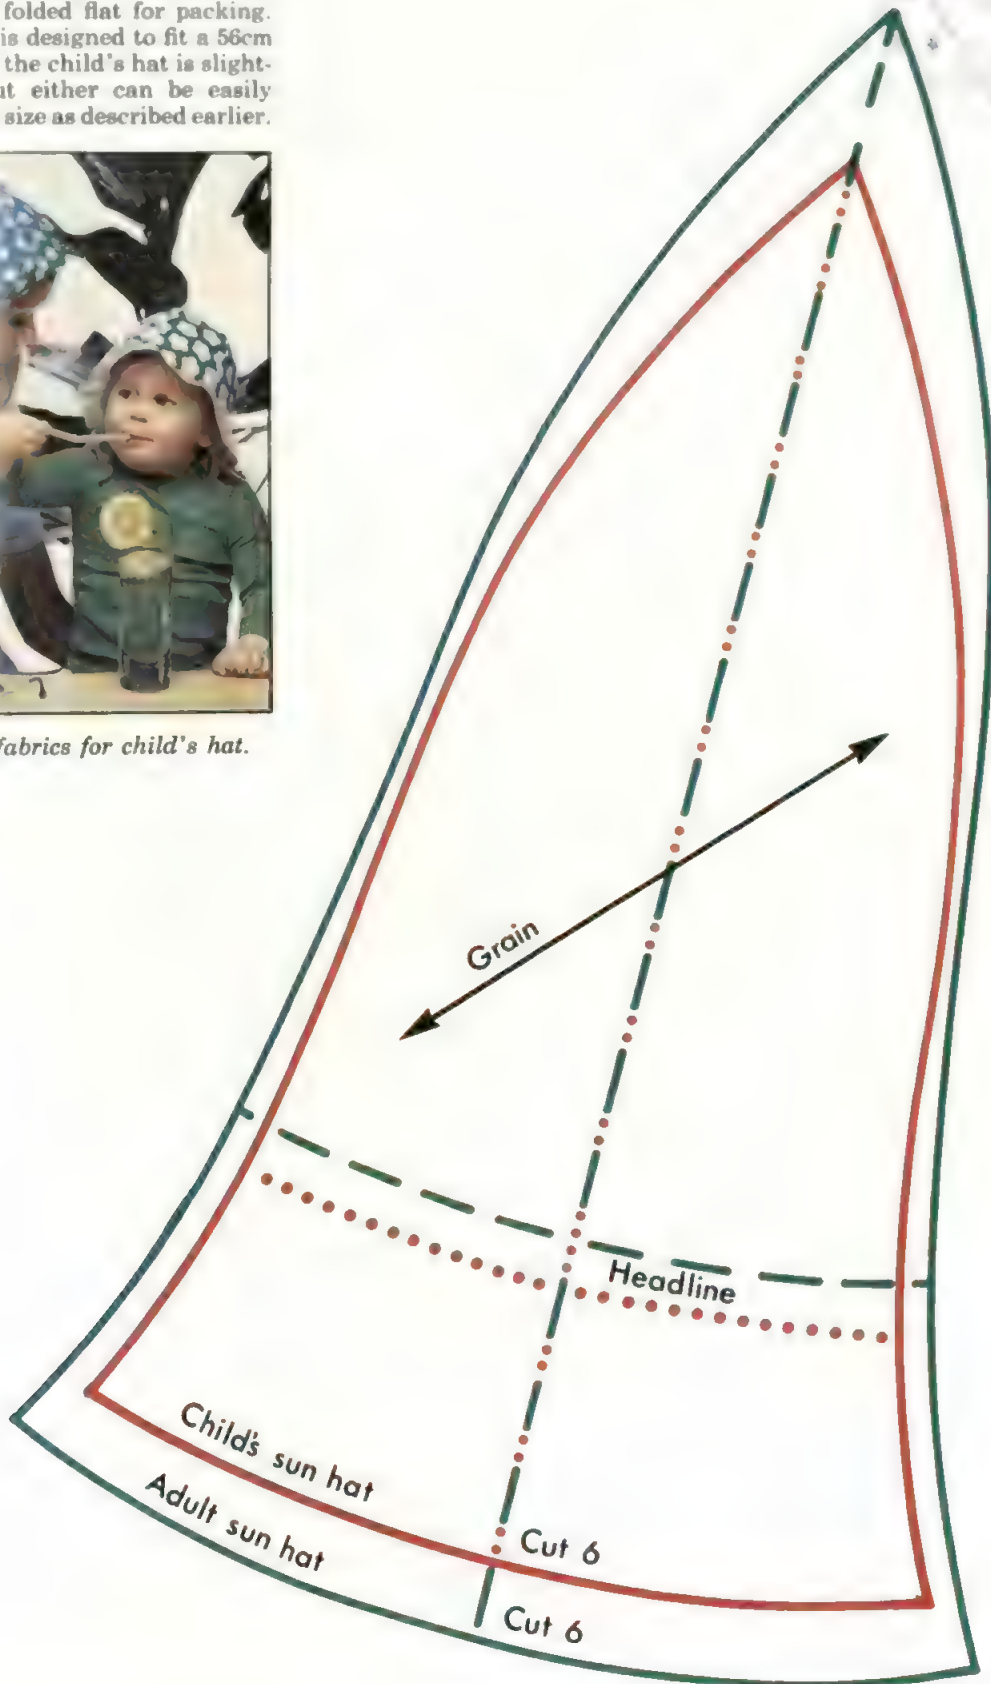 folded flat for packing.
is designed to fit a 56cm
the child's hat is slight-
ut either can be easily
size as described earlier.
fabrics for child's hat.
Grain
Headline
Child's sun hat
Adult sun hat
Cut 6
Cut 6